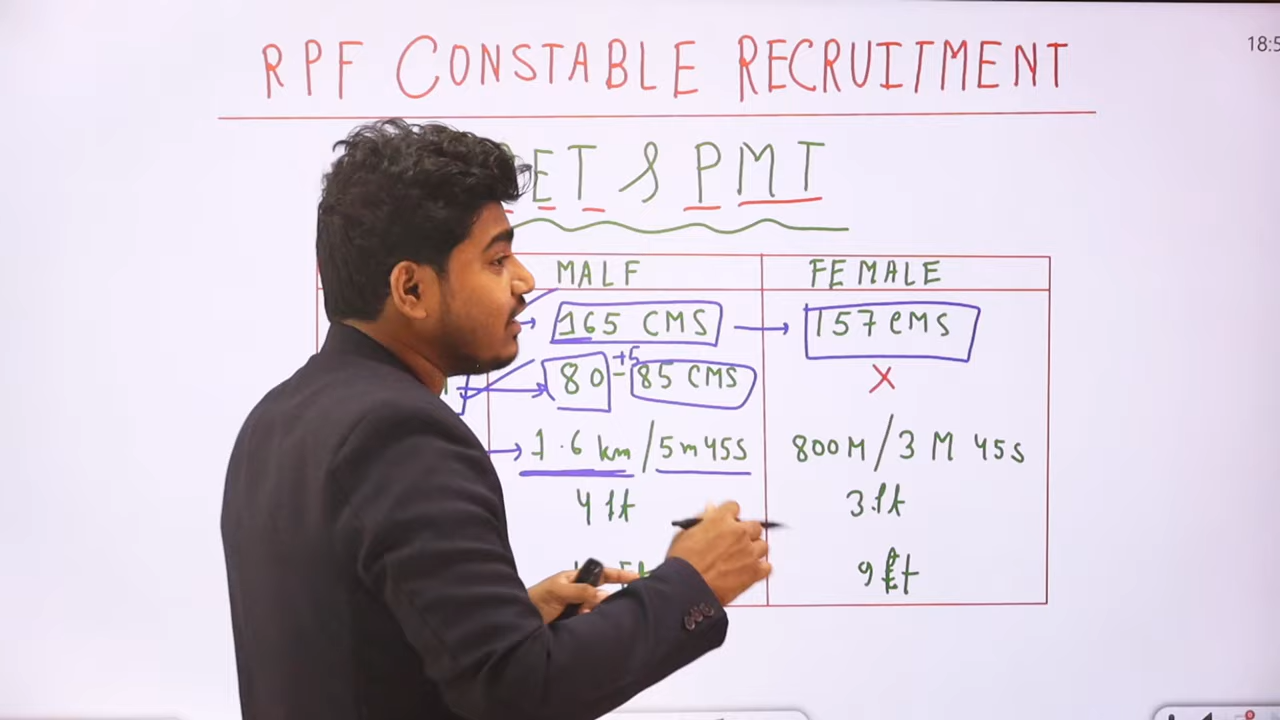 18:5
RPF CONSTABLE RECRUITMENT
ET & PMT
MALE FEMALE
165 CMS 157 CMS
80 - +5 85 CMS X
1.6 km / 5m 45s 800M / 3 M 45s
4 ft 3 ft
9 ft